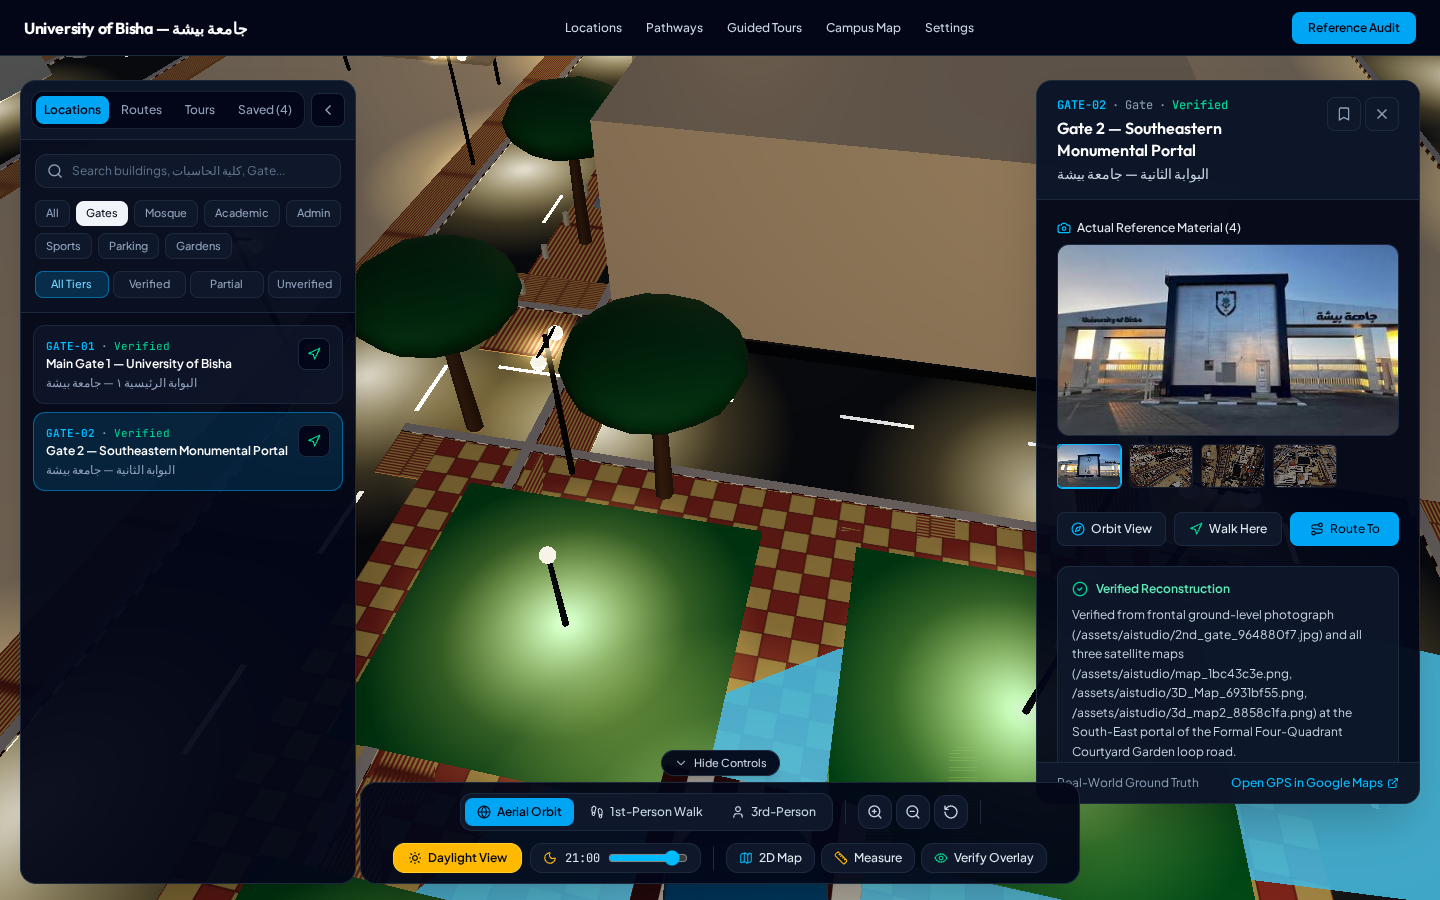 University of Bisha — جامعة بيشة
Locations
Pathways
Guided Tours
Campus Map
Settings
Reference Audit
Locations
Routes
Tours
Saved (4)
Search buildings, كلية الحاسبات, Gate...
All
Gates
Mosque
Academic
Admin
Sports
Parking
Gardens
All Tiers
Verified
Partial
Unverified
GATE-01 · Verified
Main Gate 1 — University of Bisha
البوابة الرئيسية ١ — جامعة بيشة
GATE-02 · Verified
Gate 2 — Southeastern Monumental Portal
البوابة الثانية — جامعة بيشة
GATE-02 · Gate · Verified
Gate 2 — Southeastern
Monumental Portal
البوابة الثانية — جامعة بيشة
Actual Reference Material (4)
University of Bisha
جامعة بيشة
Orbit View
Walk Here
Route To
Verified Reconstruction
Verified from frontal ground-level photograph
(/assets/aistudio/2nd_gate_964880f7.jpg) and all
three satellite maps
(/assets/aistudio/map_1bc43c3e.png,
/assets/aistudio/3D_Map_6931bf55.png,
/assets/aistudio/3d_map2_8858c1fa.png) at the
South-East portal of the Formal Four-Quadrant
Courtyard Garden loop road.
Real-World Ground Truth
Open GPS in Google Maps
Hide Controls
Aerial Orbit
1st-Person Walk
3rd-Person
Daylight View
21:00
2D Map
Measure
Verify Overlay